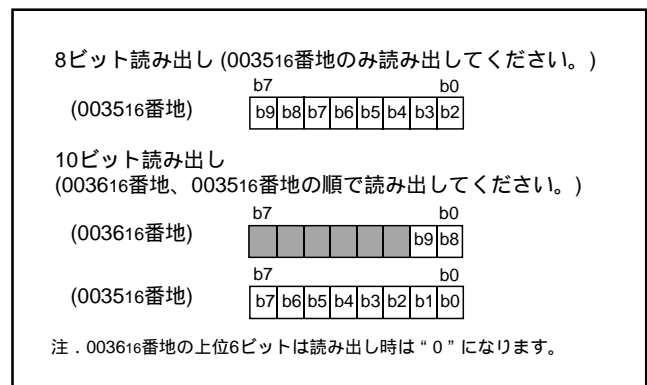 8ビット読み出し (003516番地のみ読み出してください。)
b7 b0
(003516番地) b9 b8 b7 b6 b5 b4 b3 b2
10ビット読み出し
(003616番地、003516番地の順で読み出してください。)
b7 b0
(003616番地) b9 b8
b7 b0
(003516番地) b7 b6 b5 b4 b3 b2 b1 b0
注．003616番地の上位6ビットは読み出し時は“0”になります。